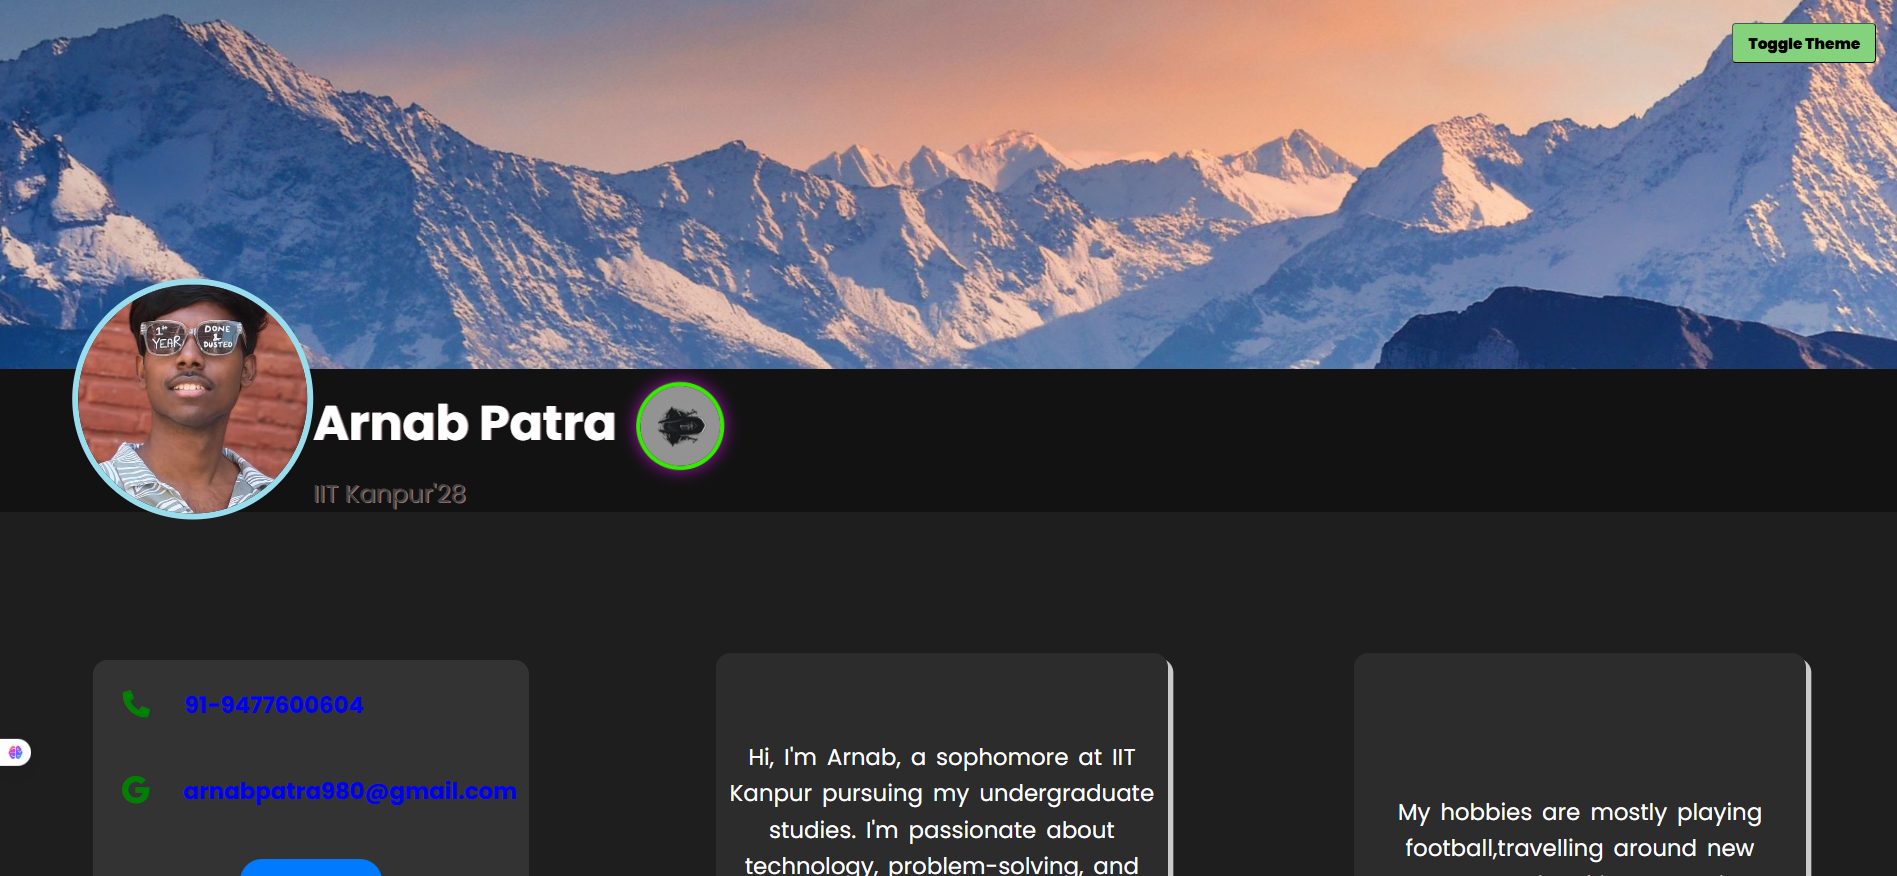 Toggle Theme
1st
YEAR
DONE
&
DUSTED
Arnab Patra
IIT Kanpur'28
91-9477600604
arnabpatra980@gmail.com
Hi, I'm Arnab, a sophomore at IIT
Kanpur pursuing my undergraduate
studies. I'm passionate about
technology, problem-solving, and
My hobbies are mostly playing
football,travelling around new